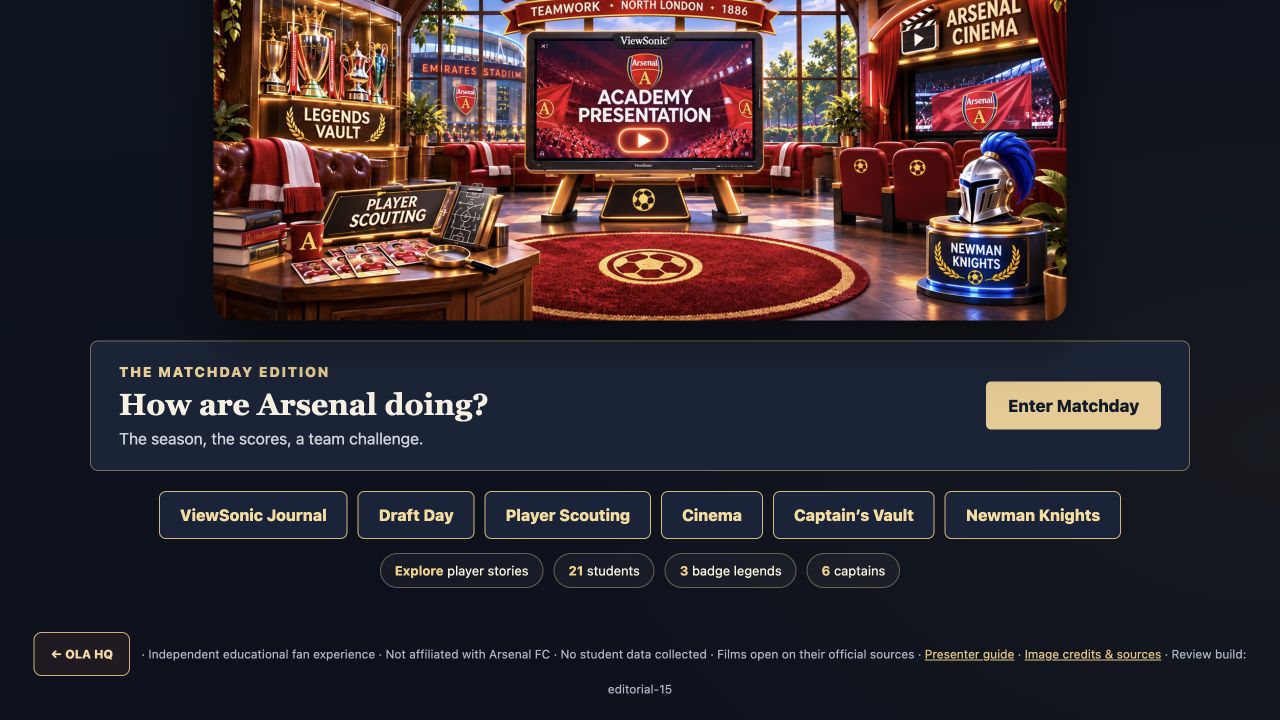 TEAMWORK • NORTH LONDON • 1886
ViewSonic
ARSENAL
CINEMA
EMIRATES STADIUM
Arsenal
Arsenal
A
A
A
Arsenal
ACADEMY
PRESENTATION
ViewSonic
LEGENDS
VAULT
PLAYER
SCOUTING
A
NEWMAN
KNIGHTS
THE MATCHDAY EDITION
How are Arsenal doing?
The season, the scores, a team challenge.
Enter Matchday
ViewSonic Journal
Draft Day
Player Scouting
Cinema
Captain’s Vault
Newman Knights
Explore player stories
21 students
3 badge legends
6 captains
← OLA HQ
· Independent educational fan experience · Not affiliated with Arsenal FC · No student data collected · Films open on their official sources · Presenter guide · Image credits & sources · Review build:
editorial-15